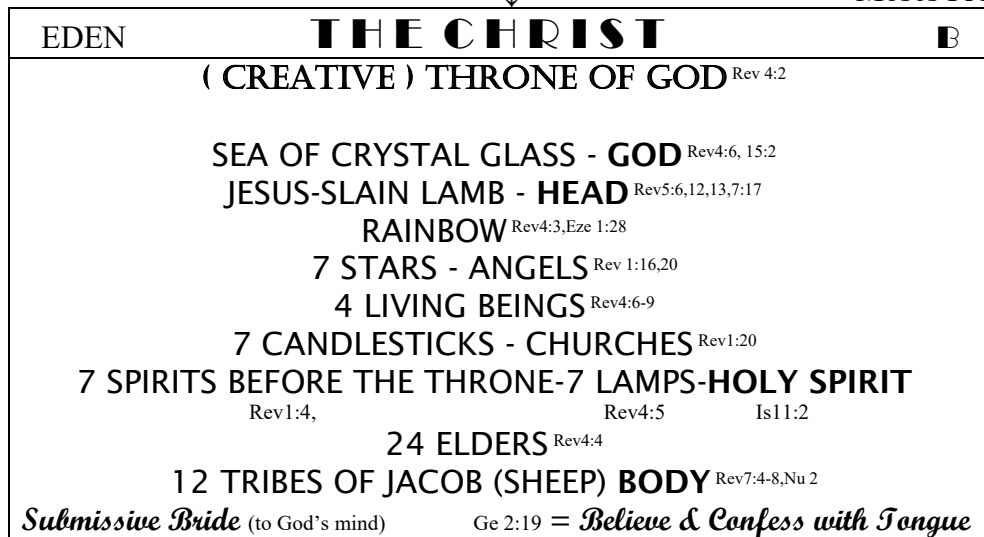 EDEN THE CHRIST B
( CREATIVE ) THRONE OF GOD Rev 4:2
SEA OF CRYSTAL GLASS - GOD Rev4:6, 15:2
JESUS-SLAIN LAMB - HEAD Rev5:6,12,13,7:17
RAINBOW Rev4:3,Eze 1:28
7 STARS - ANGELS Rev 1:16,20
4 LIVING BEINGS Rev4:6-9
7 CANDLESTICKS - CHURCHES Rev1:20
7 SPIRITS BEFORE THE THRONE-7 LAMPS-HOLY SPIRIT
Rev1:4, Rev4:5 Is11:2
24 ELDERS Rev4:4
12 TRIBES OF JACOB (SHEEP) BODY Rev7:4-8,Nu 2
Submissive Bride (to God's mind) Ge 2:19 = Believe & Confess with Tongue